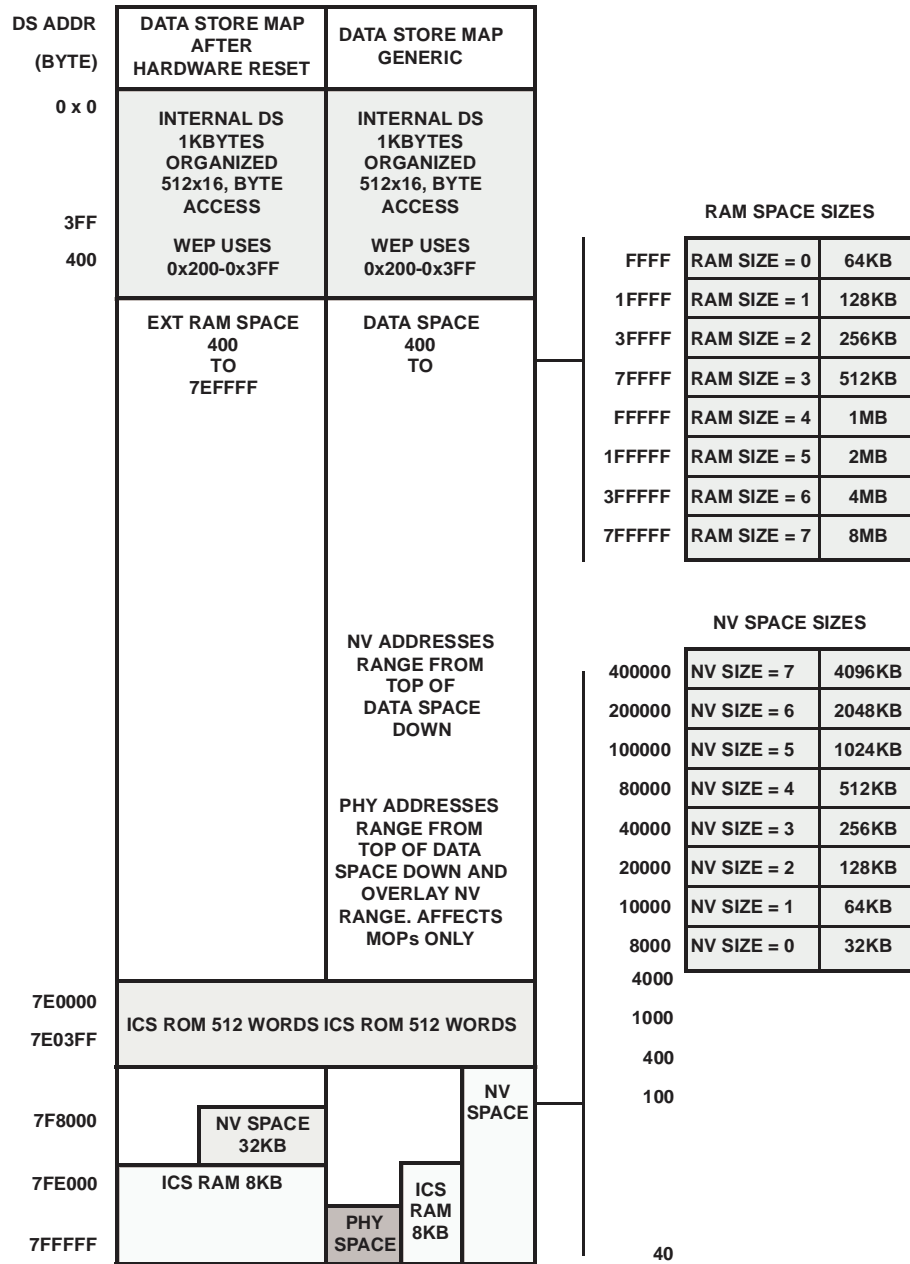 DS ADDR
(BYTE)
DATA STORE MAP
AFTER
HARDWARE RESET
DATA STORE MAP
GENERIC
0 x 0
3FF
400
INTERNAL DS
1KBYTES
ORGANIZED
512x16, BYTE
ACCESS
WEP USES
0x200-0x3FF
INTERNAL DS
1KBYTES
ORGANIZED
512x16, BYTE
ACCESS
WEP USES
0x200-0x3FF
EXT RAM SPACE
400
TO
7EFFFF
DATA SPACE
400
TO
NV ADDRESSES
RANGE FROM
TOP OF
DATA SPACE
DOWN
PHY ADDRESSES
RANGE FROM
TOP OF DATA
SPACE DOWN AND
OVERLAY NV
RANGE. AFFECTS
MOPs ONLY
7E0000
7E03FF
ICS ROM 512 WORDS ICS ROM 512 WORDS
7F8000
7FE000
7FFFFF
NV SPACE
32KB
ICS RAM 8KB
PHY
SPACE
ICS
RAM
8KB
NV
SPACE
RAM SPACE SIZES
FFFF RAM SIZE = 0 64KB
1FFFF RAM SIZE = 1 128KB
3FFFF RAM SIZE = 2 256KB
7FFFF RAM SIZE = 3 512KB
FFFFF RAM SIZE = 4 1MB
1FFFFF RAM SIZE = 5 2MB
3FFFFF RAM SIZE = 6 4MB
7FFFFF RAM SIZE = 7 8MB
NV SPACE SIZES
400000 NV SIZE = 7 4096KB
200000 NV SIZE = 6 2048KB
100000 NV SIZE = 5 1024KB
80000 NV SIZE = 4 512KB
40000 NV SIZE = 3 256KB
20000 NV SIZE = 2 128KB
10000 NV SIZE = 1 64KB
8000 NV SIZE = 0 32KB
4000
1000
400
100
40